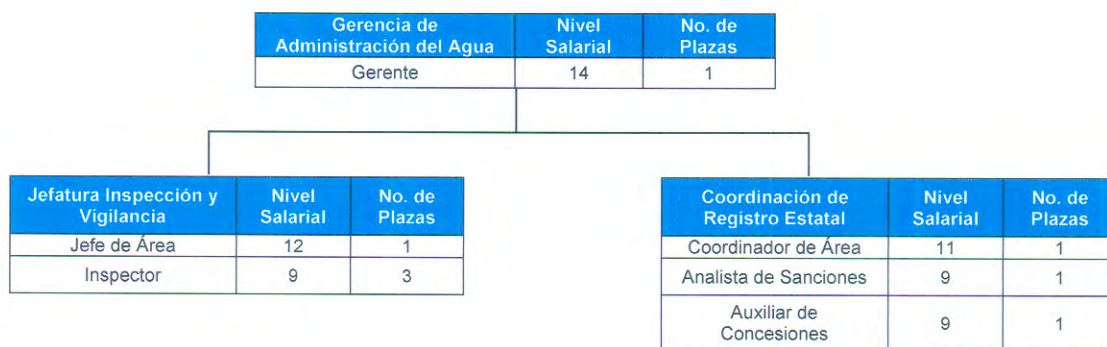 Gerencia de Administración del Agua Nivel Salarial No. de Plazas
Gerente 14 1
Jefatura Inspección y Vigilancia Nivel Salarial No. de Plazas
Jefe de Área 12 1
Inspector 9 3
Coordinación de Registro Estatal Nivel Salarial No. de Plazas
Coordinador de Área 11 1
Analista de Sanciones 9 1
Auxiliar de Concesiones 9 1